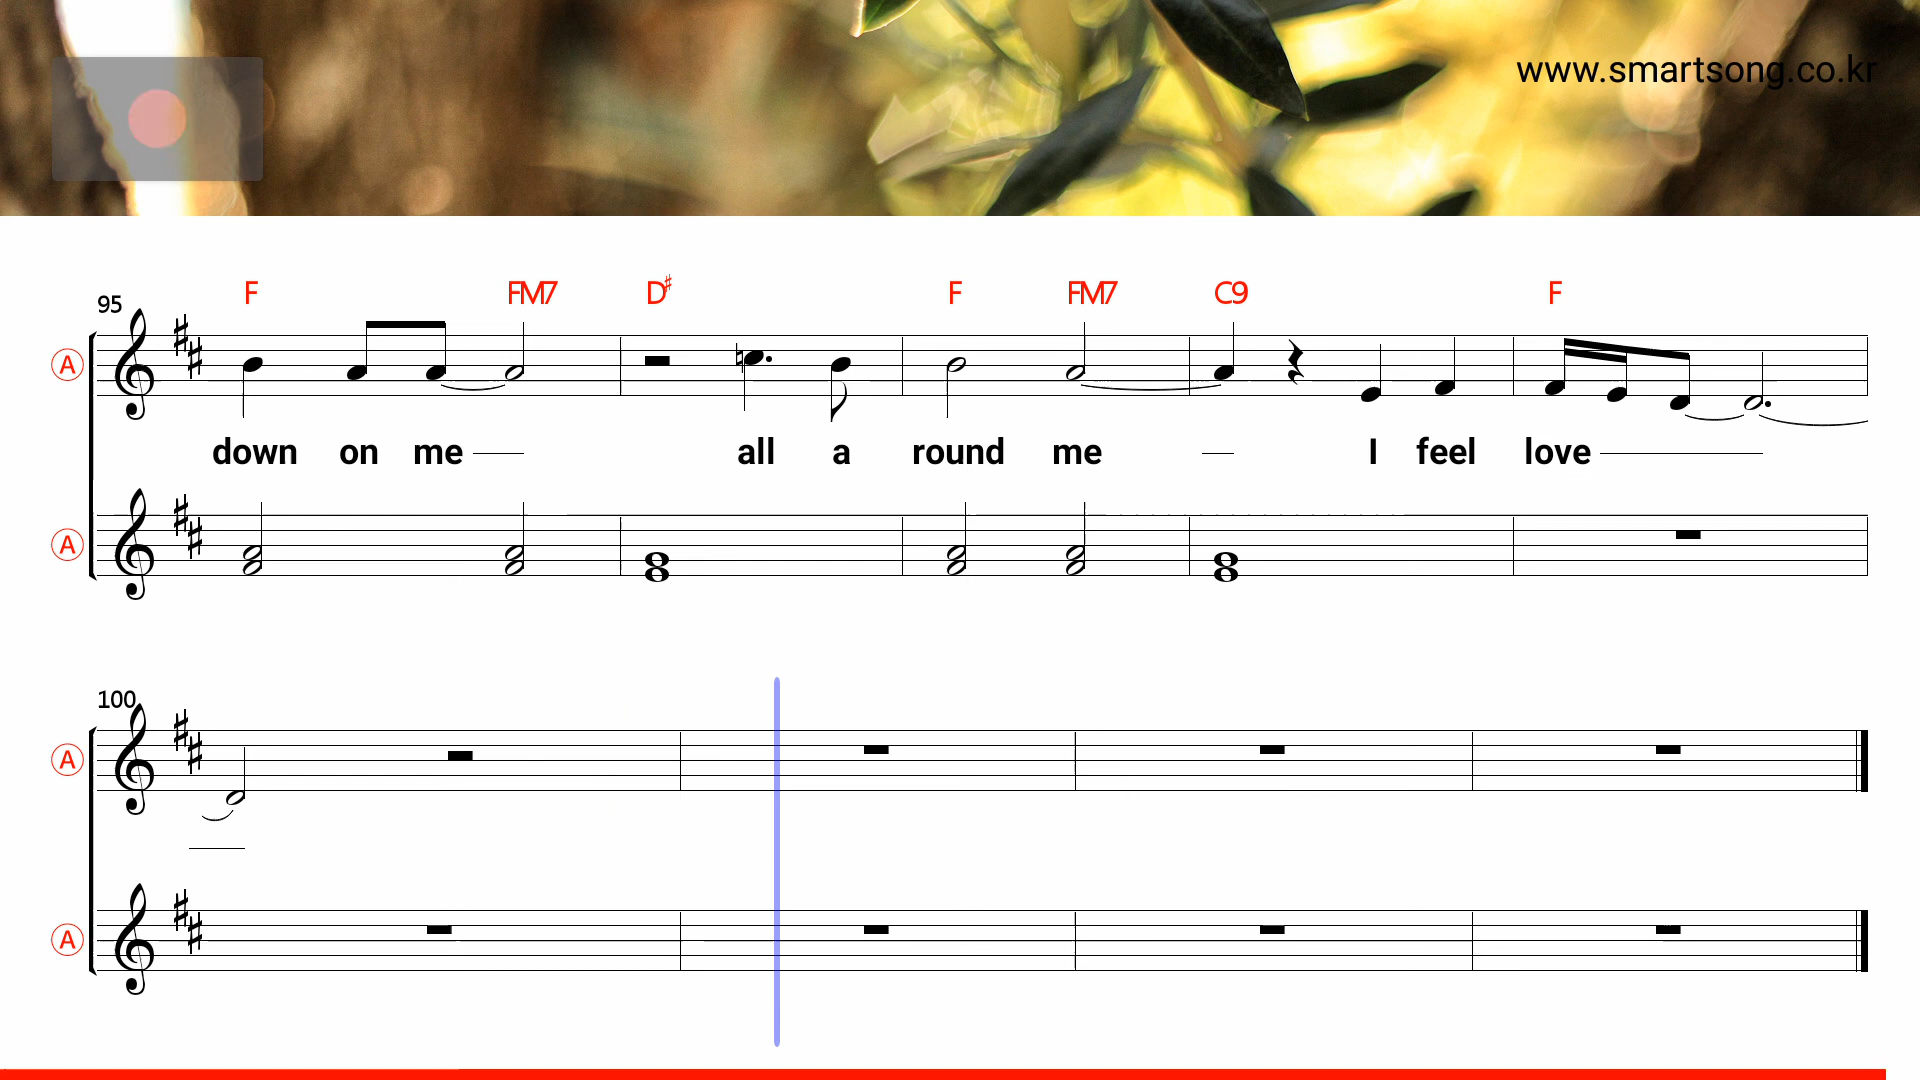 www.smartsong.co.kr
95
F FM7 D♯ F FM7 C9 F
A
down on me all a round me I feel love
A
100
A
A